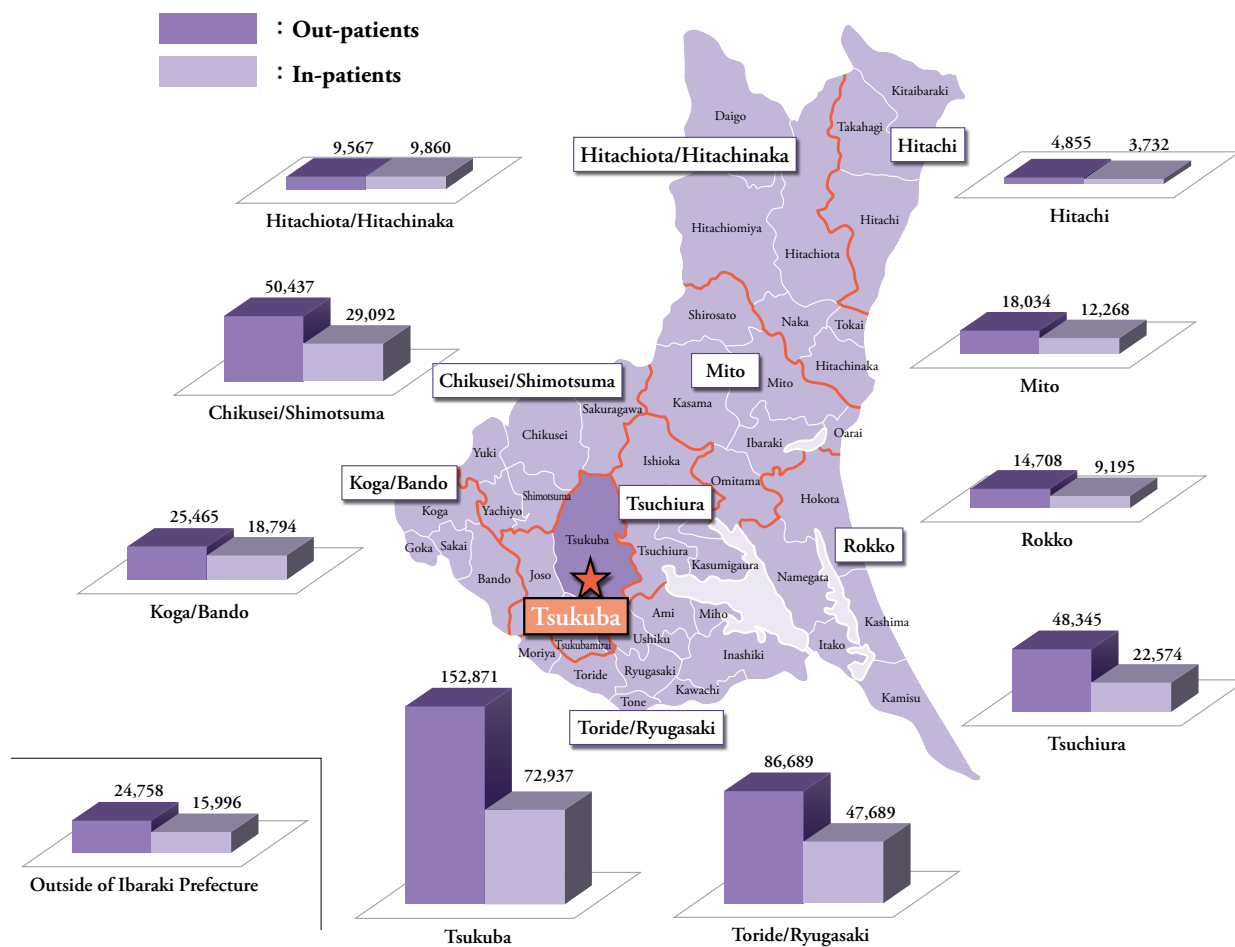 : Out-patients
: In-patients
9,567 9,860
Hitachiota/Hitachinaka
50,437
29,092
Chikusei/Shimotsuma
25,465
18,794
Koga/Bando
24,758
15,996
Outside of Ibaraki Prefecture
152,871
72,937
Tsukuba
86,689
47,689
Toride/Ryugasaki
4,855 3,732
Hitachi
18,034
12,268
Mito
14,708
9,195
Rokko
48,345
22,574
Tsuchiura
Kitaibaraki
Daigo
Takahagi
Hitachi
Hitachiota/Hitachinaka
Hitachi
Hitachiomiya
Hitachiota
Shirosato
Naka
Tokai
Hitachinaka
Mito
Mito
Chikusei/Shimotsuma
Kasama
Sakuragawa
Oarai
Chikusei
Ibaraki
Yuki
Ishioka
Omitama
Koga/Bando
Shimotsuma
Tsuchiura
Hokota
Koga
Yachiyo
Tsukuba
Rokko
Goka
Sakai
Tsuchiura
Kasumigaura
Bando
Joso
Namegata
Tsukuba
Ami
Miho
Kashima
Ushiku
Tsukubamirai
Itako
Moriya
Inashiki
Toride
Ryugasaki
Kawachi
Kamisu
Tone
Toride/Ryugasaki